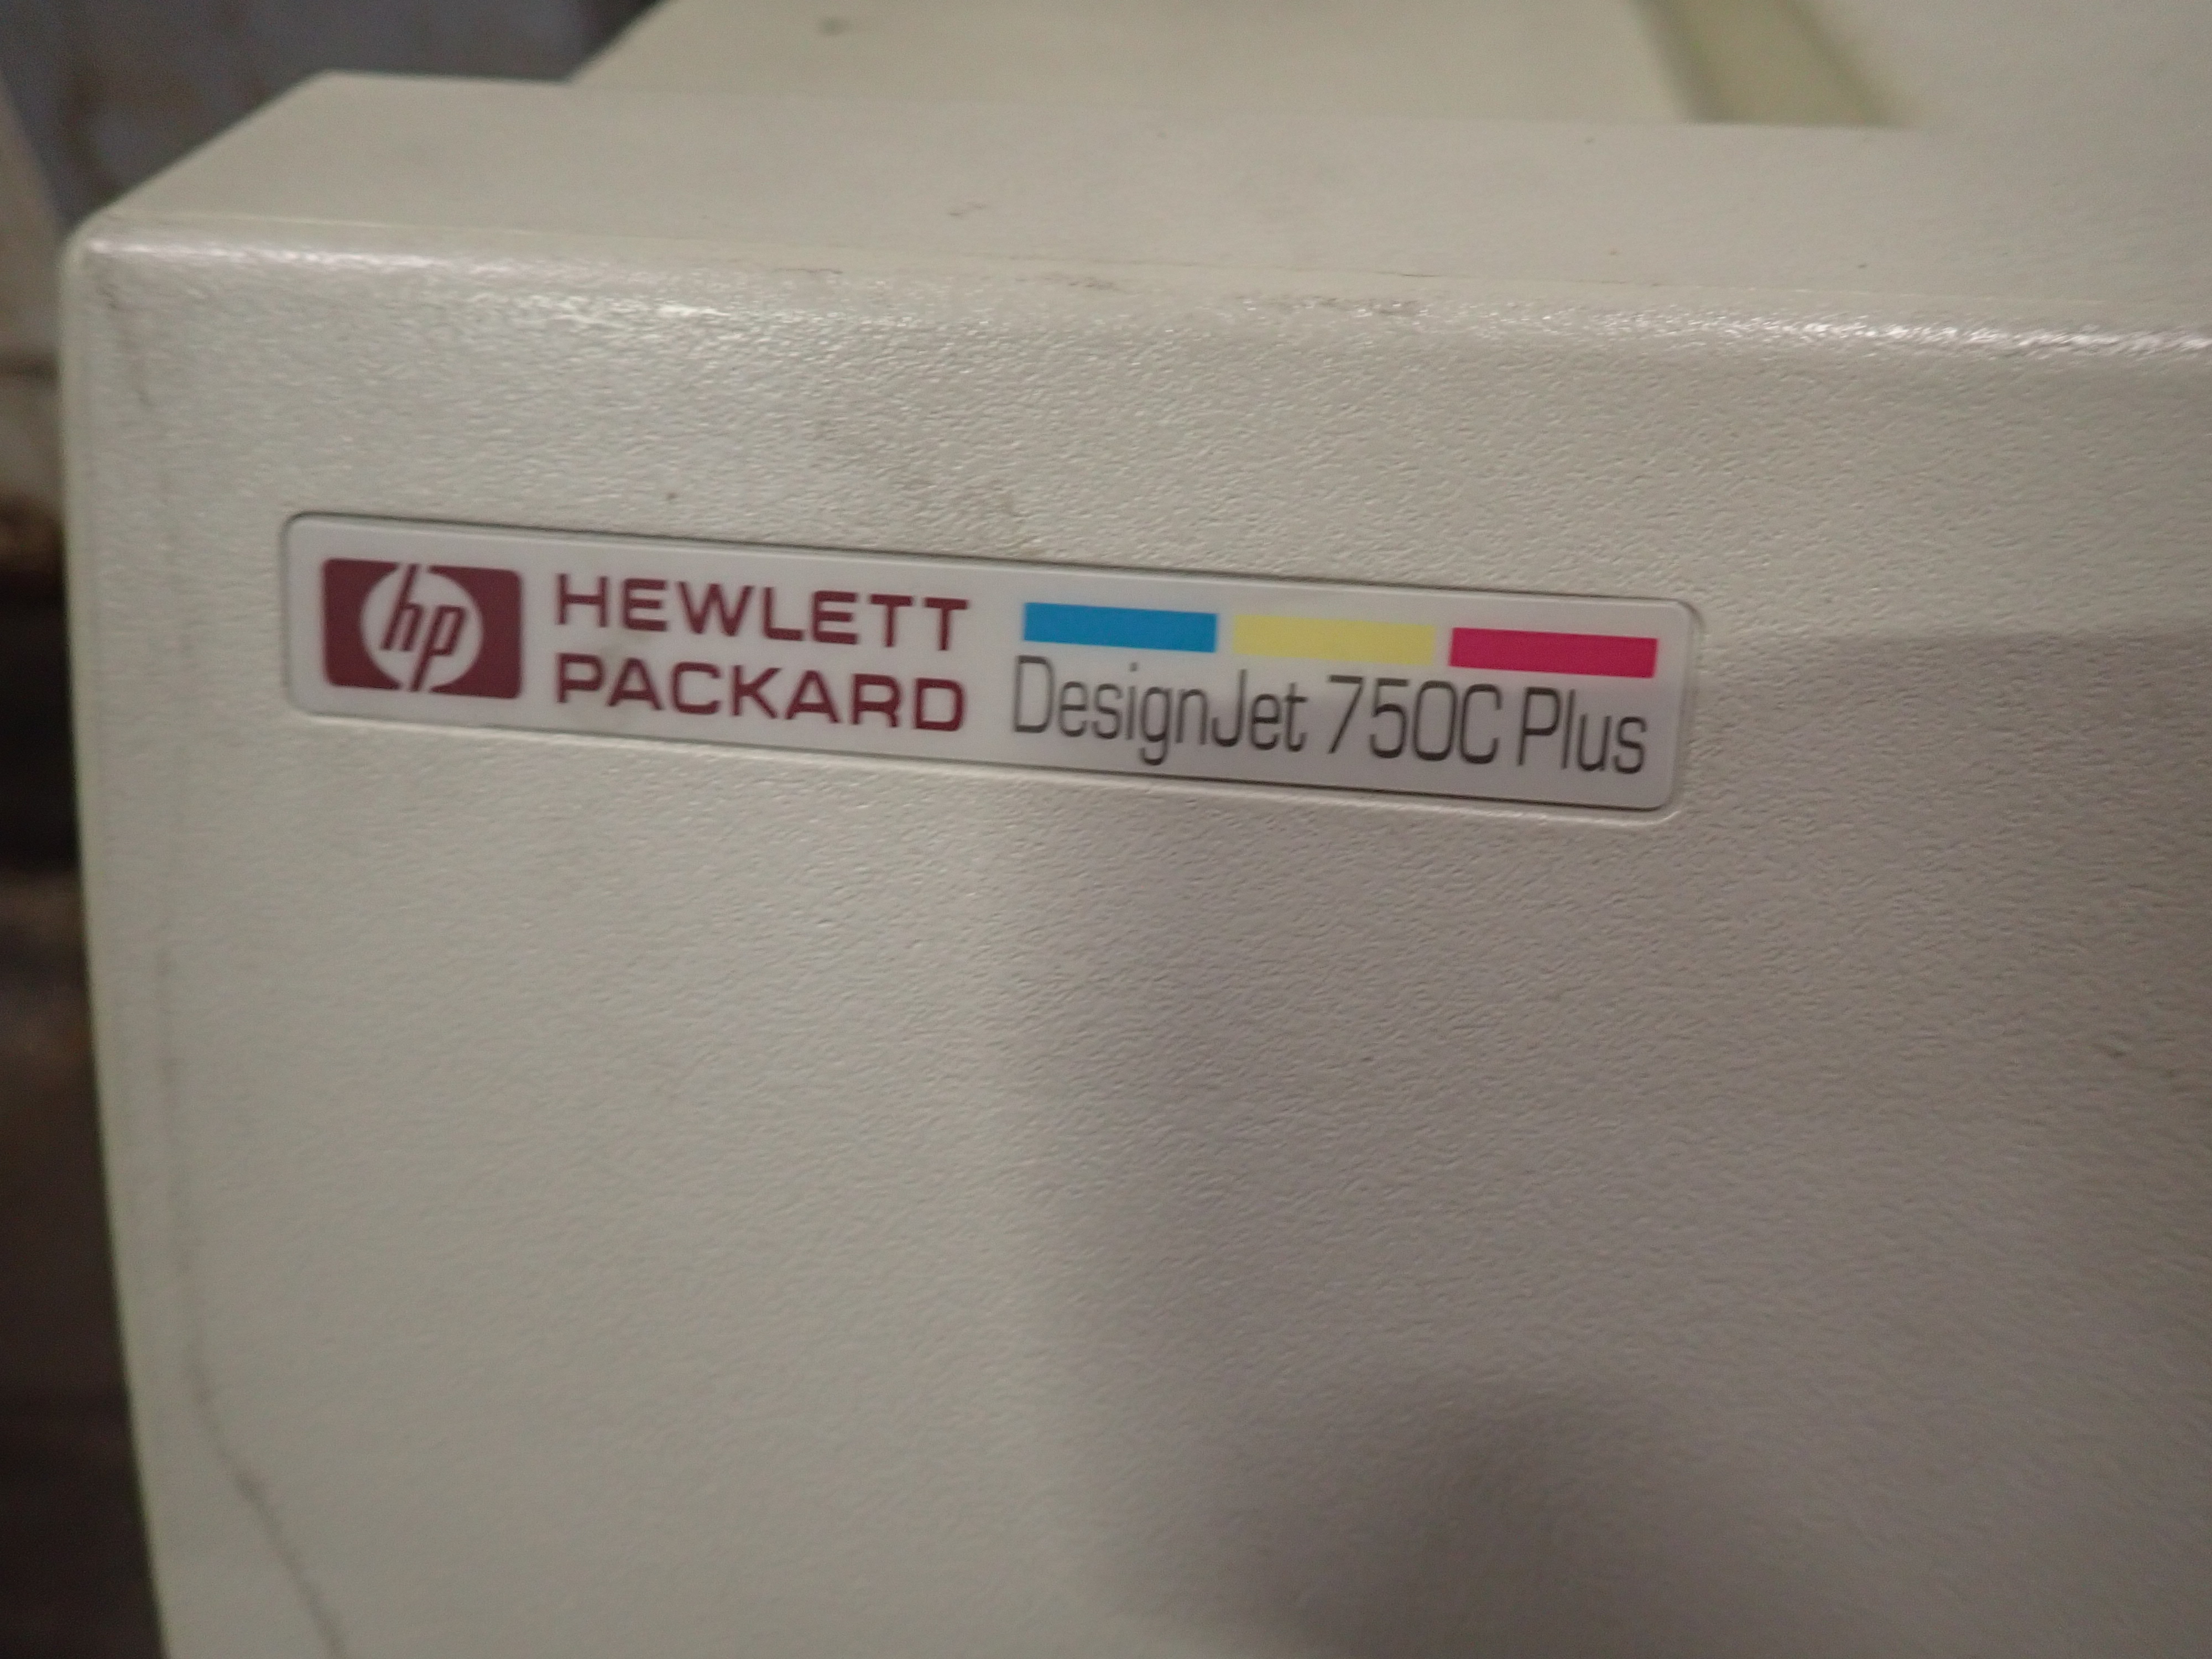 hp
HEWLETT
PACKARD
DesignJet 750C Plus